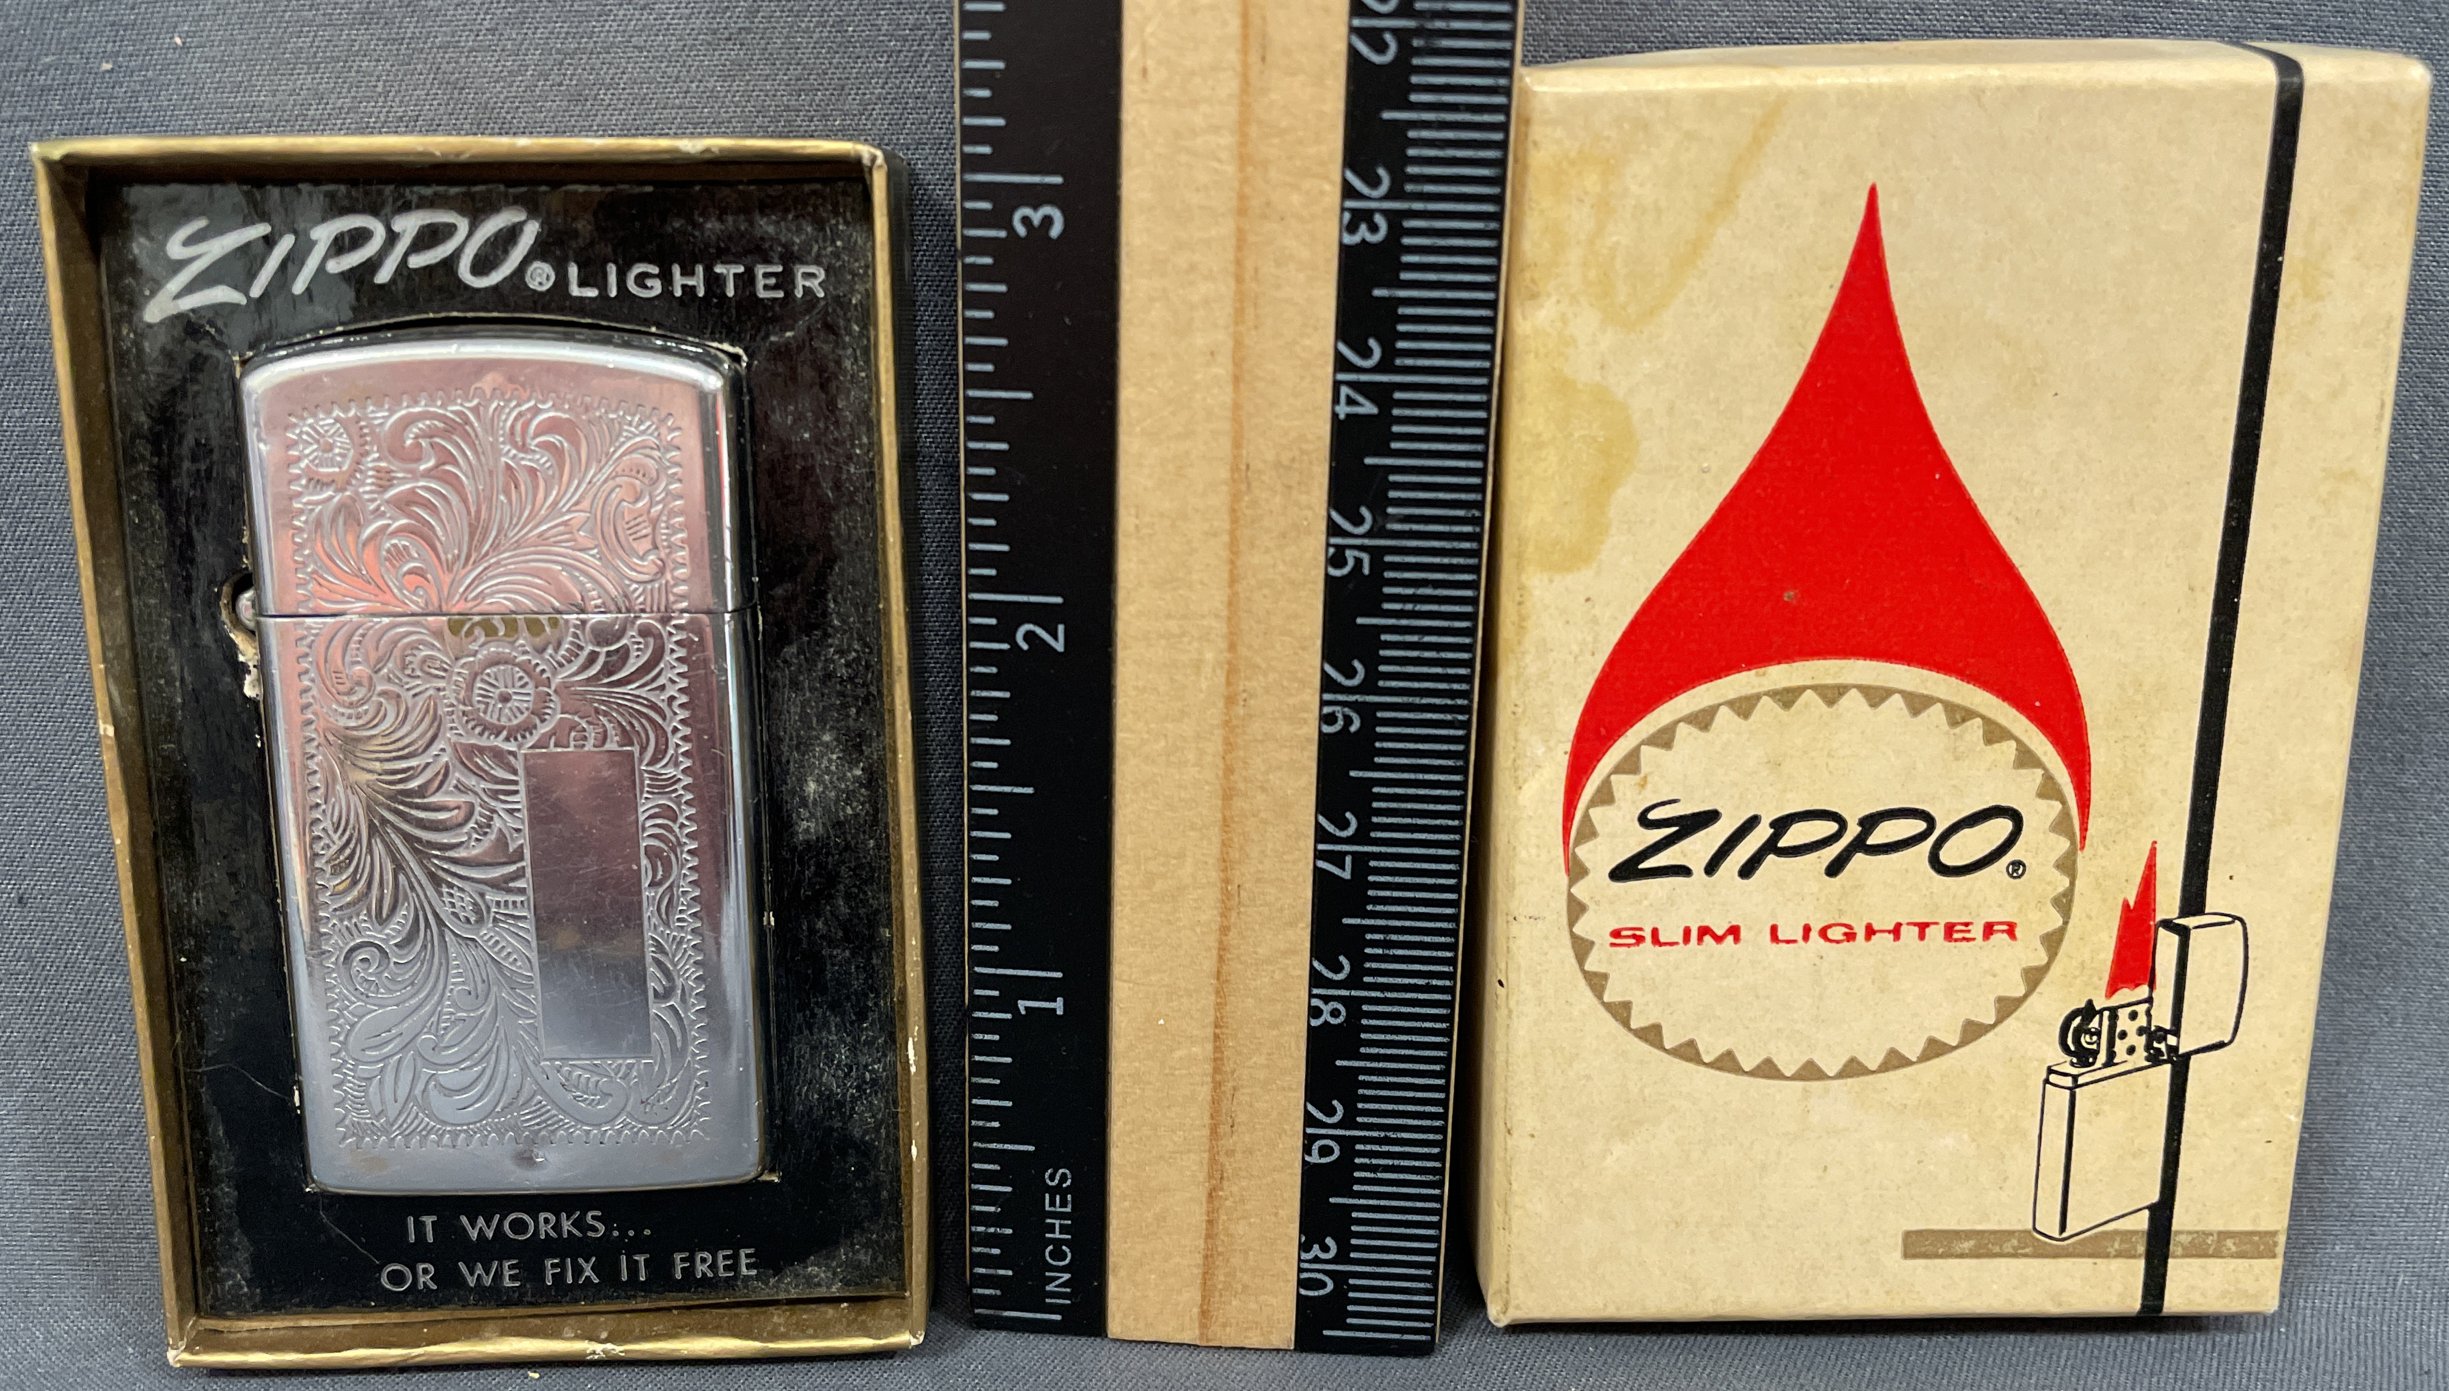 ZIPPO® LIGHTER
IT WORKS...
OR WE FIX IT FREE
3
2
1
INCHES
22
23
24
25
26
27
28
29
30
ZIPPO®
SLIM LIGHTER